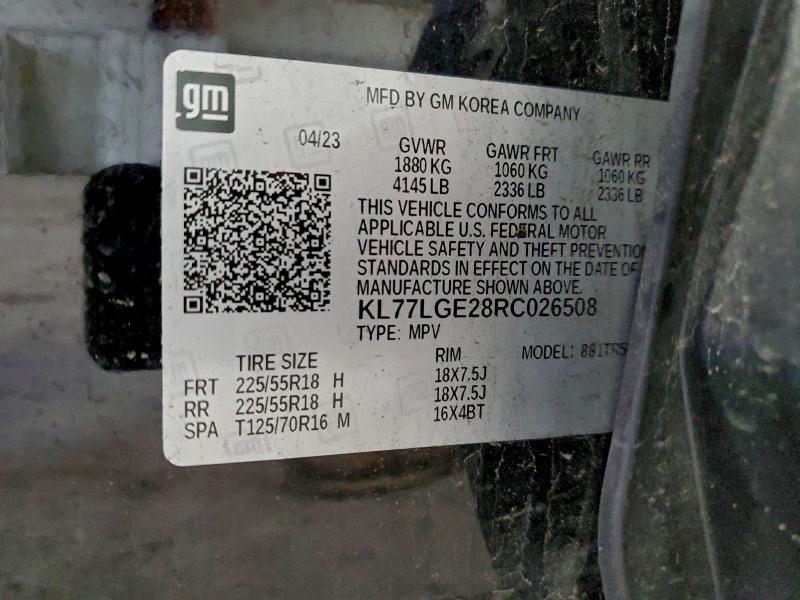 gm
MFD BY GM KOREA COMPANY
04/23
GVWR GAWR FRT GAWR RR
1880 KG 1060 KG 1060 KG
4145 LB 2336 LB 2336 LB
THIS VEHICLE CONFORMS TO ALL
APPLICABLE U.S. FEDERAL MOTOR
VEHICLE SAFETY AND THEFT PREVENTION
STANDARDS IN EFFECT ON THE DATE OF
MANUFACTURE SHOWN ABOVE.
KL77LGE28RC026508
TYPE: MPV
MODEL:
TIRE SIZE RIM
FRT 225/55R18 H 18X7.5J
RR 225/55R18 H 18X7.5J
SPA T125/70R16 M 16X4BT